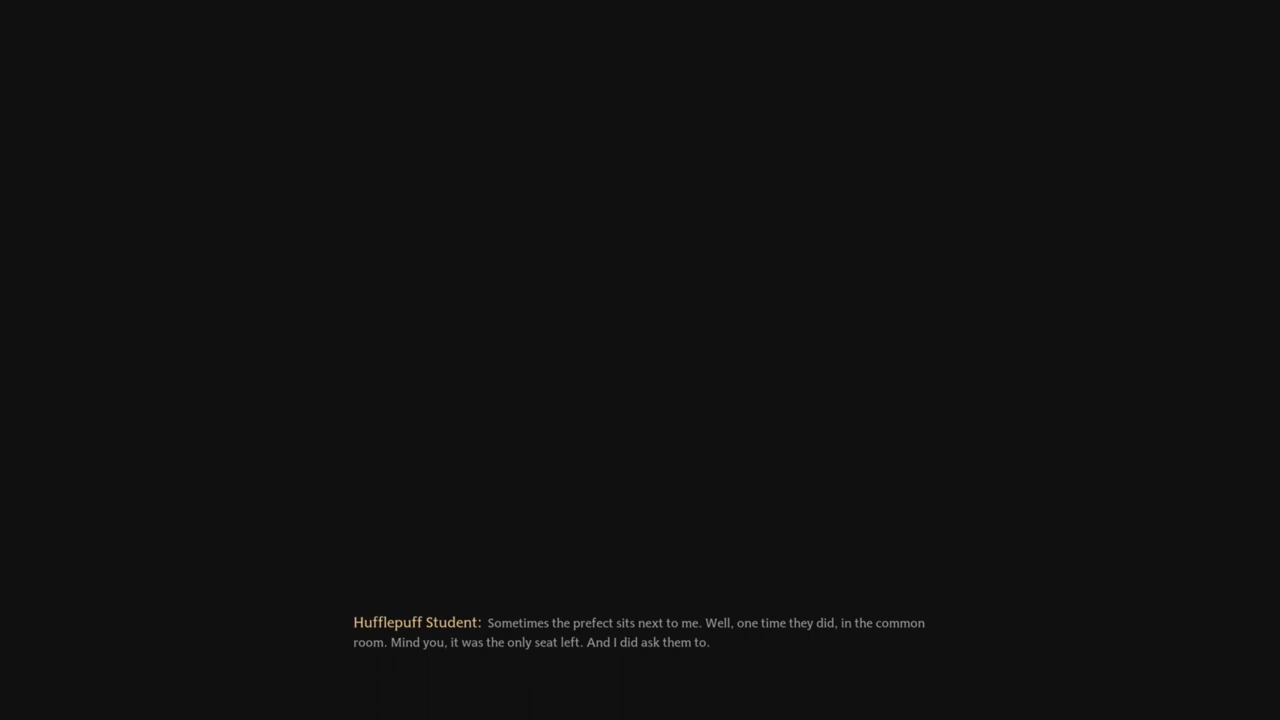 Hufflepuff Student: Sometimes the prefect sits next to me. Well, one time they did, in the common
room. Mind you, it was the only seat left. And I did ask them to.